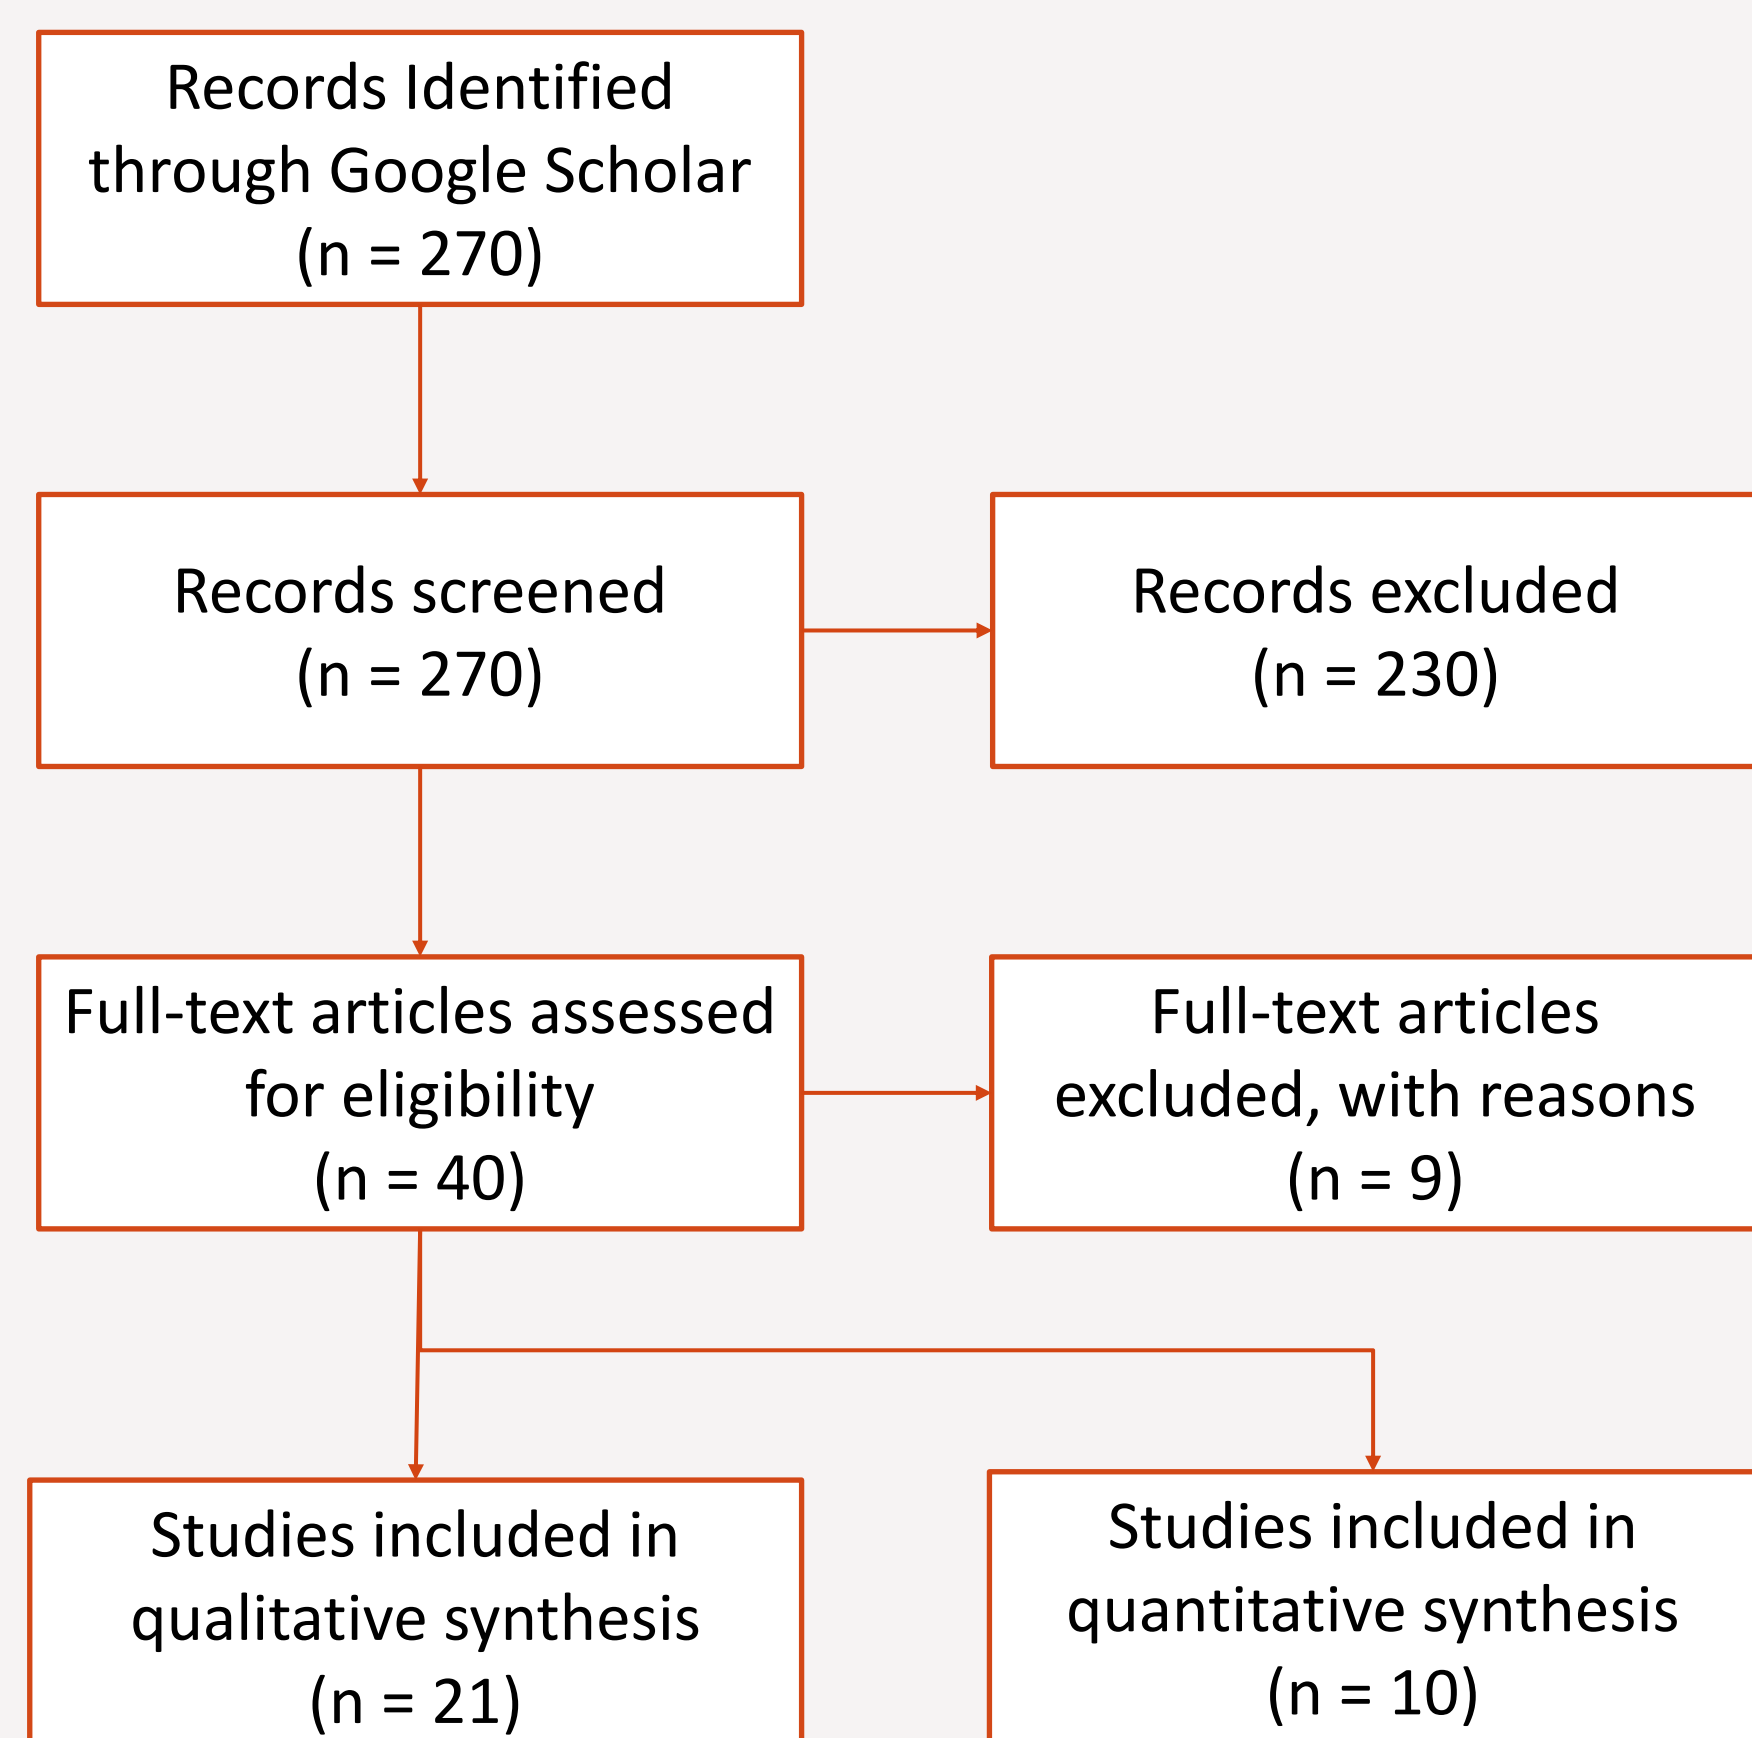 Records Identified
through Google Scholar
(n = 270)
Records screened
(n = 270)
Records excluded
(n = 230)
Full-text articles assessed
for eligibility
(n = 40)
Full-text articles
excluded, with reasons
(n = 9)
Studies included in
qualitative synthesis
(n = 21)
Studies included in
quantitative synthesis
(n = 10)